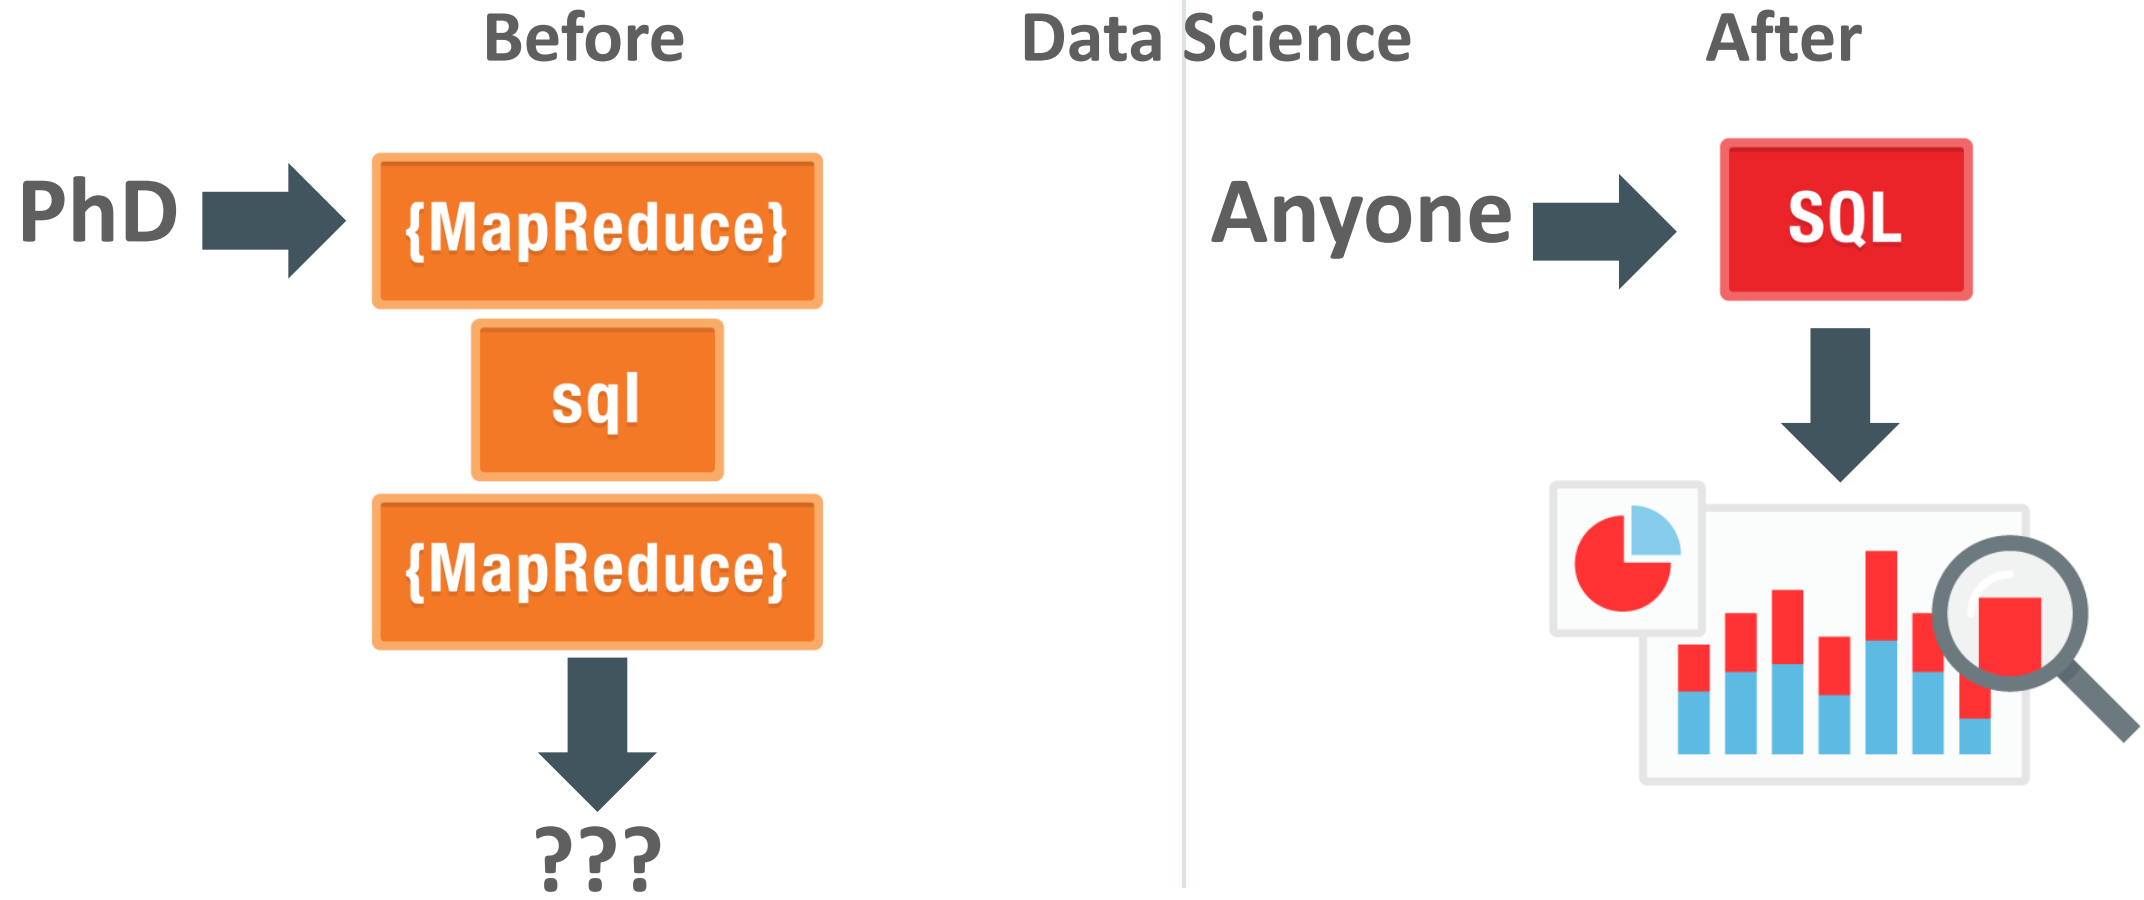 Before
Data Science
After
PhD
{MapReduce}
sql
{MapReduce}
???
Anyone
SQL